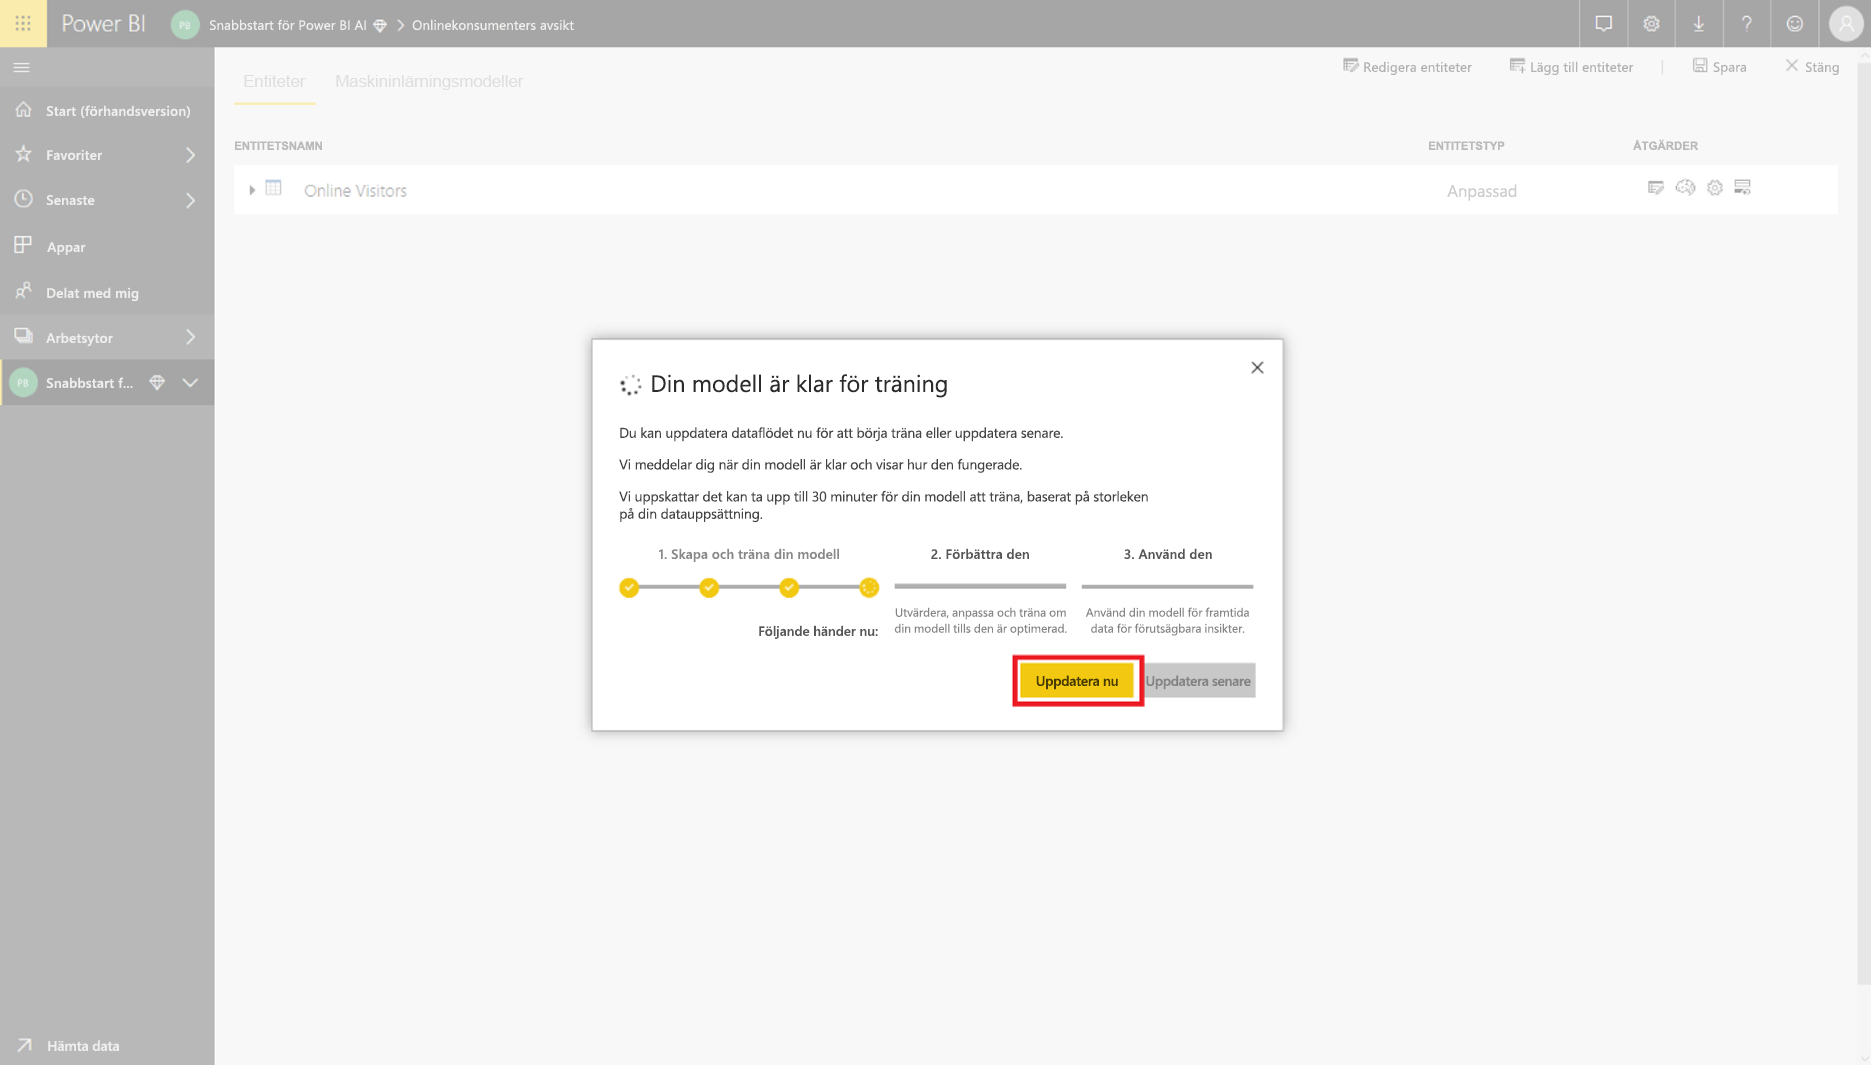 Power BI
PB
Snabbstart för Power BI AI
Onlinekonsumenters avsikt
?
Entiteter
Maskininlärningsmodeller
Redigera entiteter
Lägg till entiteter
|
Spara
Stäng
Start (förhandsversion)
Favoriter
Senaste
Appar
Delat med mig
Arbetsytor
PB
Snabbstart f...
Hämta data
ENTITETSNAMN
ENTITETSTYP
ÅTGÄRDER
Online Visitors
Anpassad
Din modell är klar för träning
Du kan uppdatera dataflödet nu för att börja träna eller uppdatera senare.
Vi meddelar dig när din modell är klar och visar hur den fungerade.
Vi uppskattar det kan ta upp till 30 minuter för din modell att träna, baserat på storleken
på din datauppsättning.
1. Skapa och träna din modell
2. Förbättra den
3. Använd den
Följande händer nu:
Utvärdera, anpassa och träna om
din modell tills den är optimerad.
Använd din modell för framtida
data för förutsägbara insikter.
Uppdatera nu
Uppdatera senare